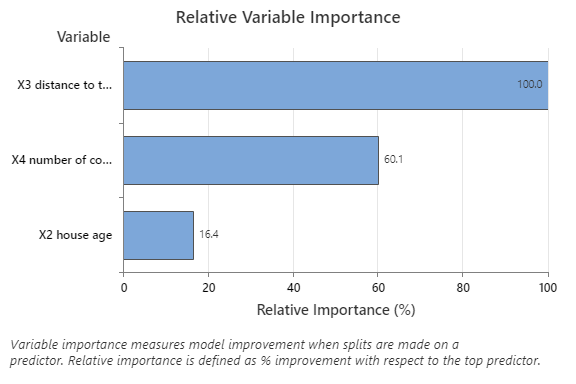 Relative Variable Importance
Variable
X3 distance to t...
100.0
X4 number of co...
60.1
X2 house age
16.4
0 20 40 60 80 100
Relative Importance (%)
Variable importance measures model improvement when splits are made on a
predictor. Relative importance is defined as % improvement with respect to the top predictor.